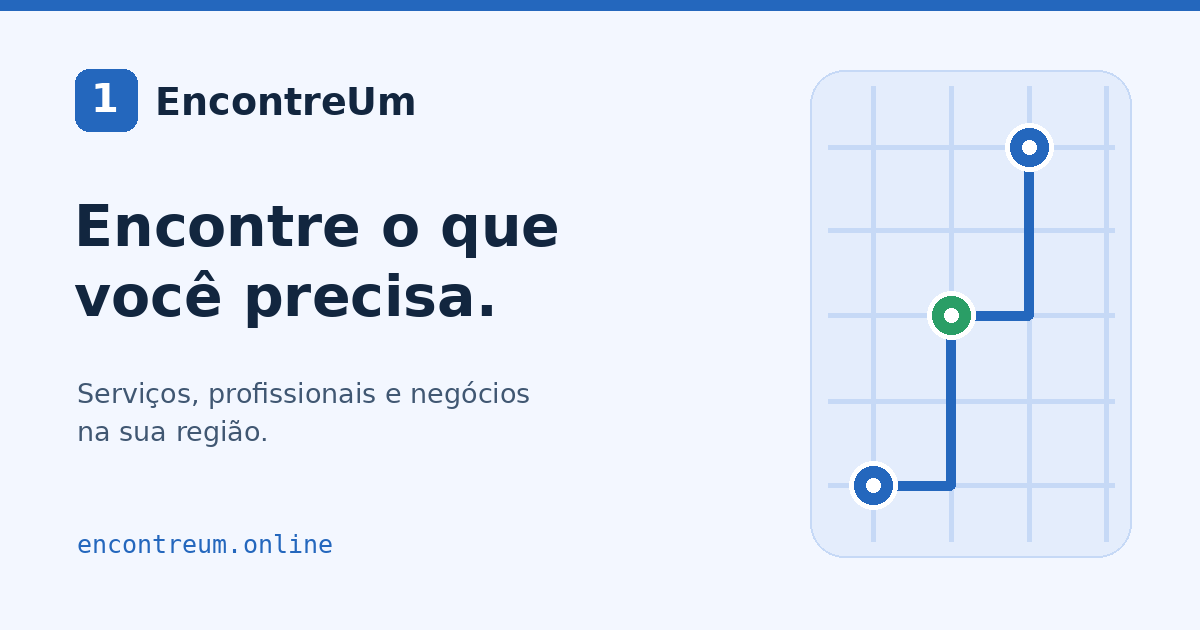 1 EncontreUm
Encontre o que
você precisa.
Serviços, profissionais e negócios
na sua região.
encontreum.online